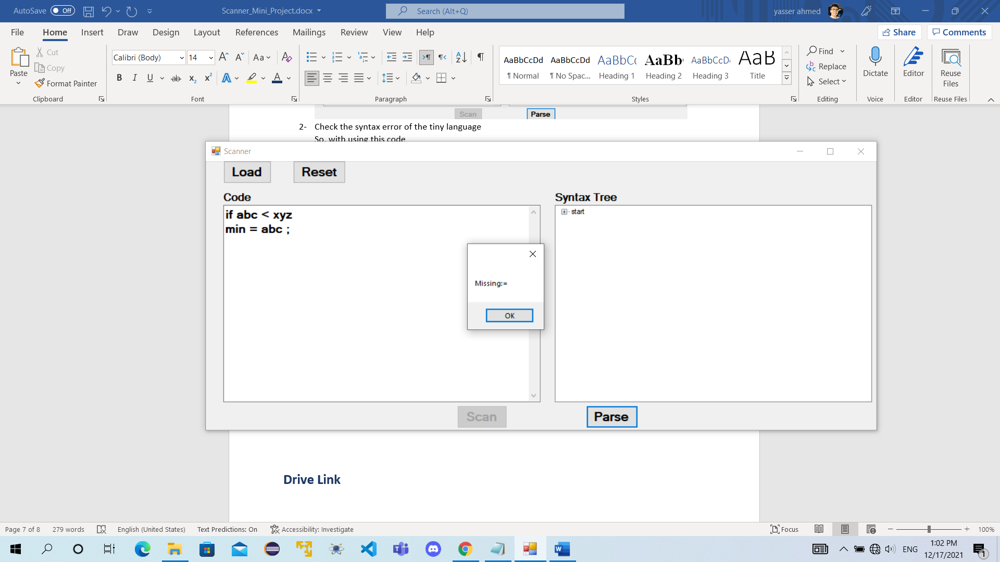 AutoSave Off Scanner_Mini_Project.docx Search (Alt+Q) yasser ahmed
File Home Insert Draw Design Layout References Mailings Review View Help Share Comments
Paste Cut Copy Format Painter
Clipboard
Calibri (Body) 14 Aa
B I U ab x₂ x² A A
Font
Paragraph
AaBbCcDd AaBbCcDd AaBbCc AaBb AaBbCcD AaB
¶ Normal ¶ No Spac... Heading 1 Heading 2 Heading 3 Title
Styles
Find
Replace
Select
Editing
Dictate
Voice
Editor
Editor
Reuse Files
Reuse Files
Scan Parse
2- Check the syntax error of the tiny language
So, with using this code
Scanner
Load Reset
Code Syntax Tree
if abc < xyz
min = abc ;
start
Missing:=
OK
Scan Parse
Drive Link
Page 7 of 8 279 words English (United States) Text Predictions: On Accessibility: Investigate Focus 100%
ENG 1:02 PM
12/17/2021 1